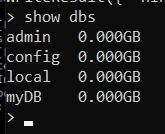 > show dbs
admin   0.000GB
config  0.000GB
local   0.000GB
myDB    0.000GB
>